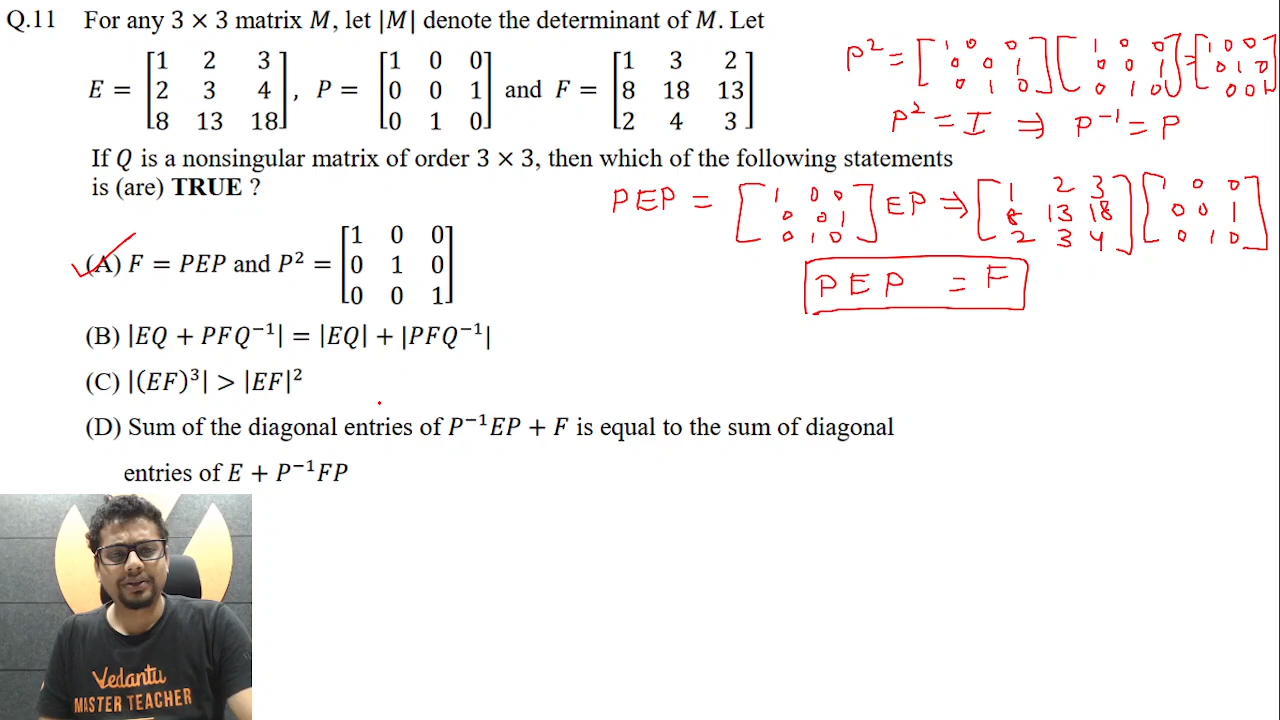 Q.11 For any 3 × 3 matrix M, let |M| denote the determinant of M. Let
E = [1 2 3; 2 3 4; 8 13 18], P = [1 0 0; 0 0 1; 0 1 0] and F = [1 3 2; 8 18 13; 2 4 3]
If Q is a nonsingular matrix of order 3 × 3, then which of the following statements
is (are) TRUE ?
(A) F = PEP and P² = [1 0 0; 0 1 0; 0 0 1]
(B) |EQ + PFQ⁻¹| = |EQ| + |PFQ⁻¹|
(C) |(EF)³| > |EF|²
(D) Sum of the diagonal entries of P⁻¹EP + F is equal to the sum of diagonal
entries of E + P⁻¹FP
P² = [1 0 0; 0 0 1; 0 1 0] [1 0 0; 0 0 1; 0 1 0] = [1 0 0; 0 1 0; 0 0 1]
P² = I ⇒ P⁻¹ = P
PEP = [1 0 0; 0 0 1; 0 1 0] EP ⇒ [1 2 3; 8 13 18; 2 3 4] [1 0 0; 0 0 1; 0 1 0]
PEP = F
Vedantu
MASTER TEACHER